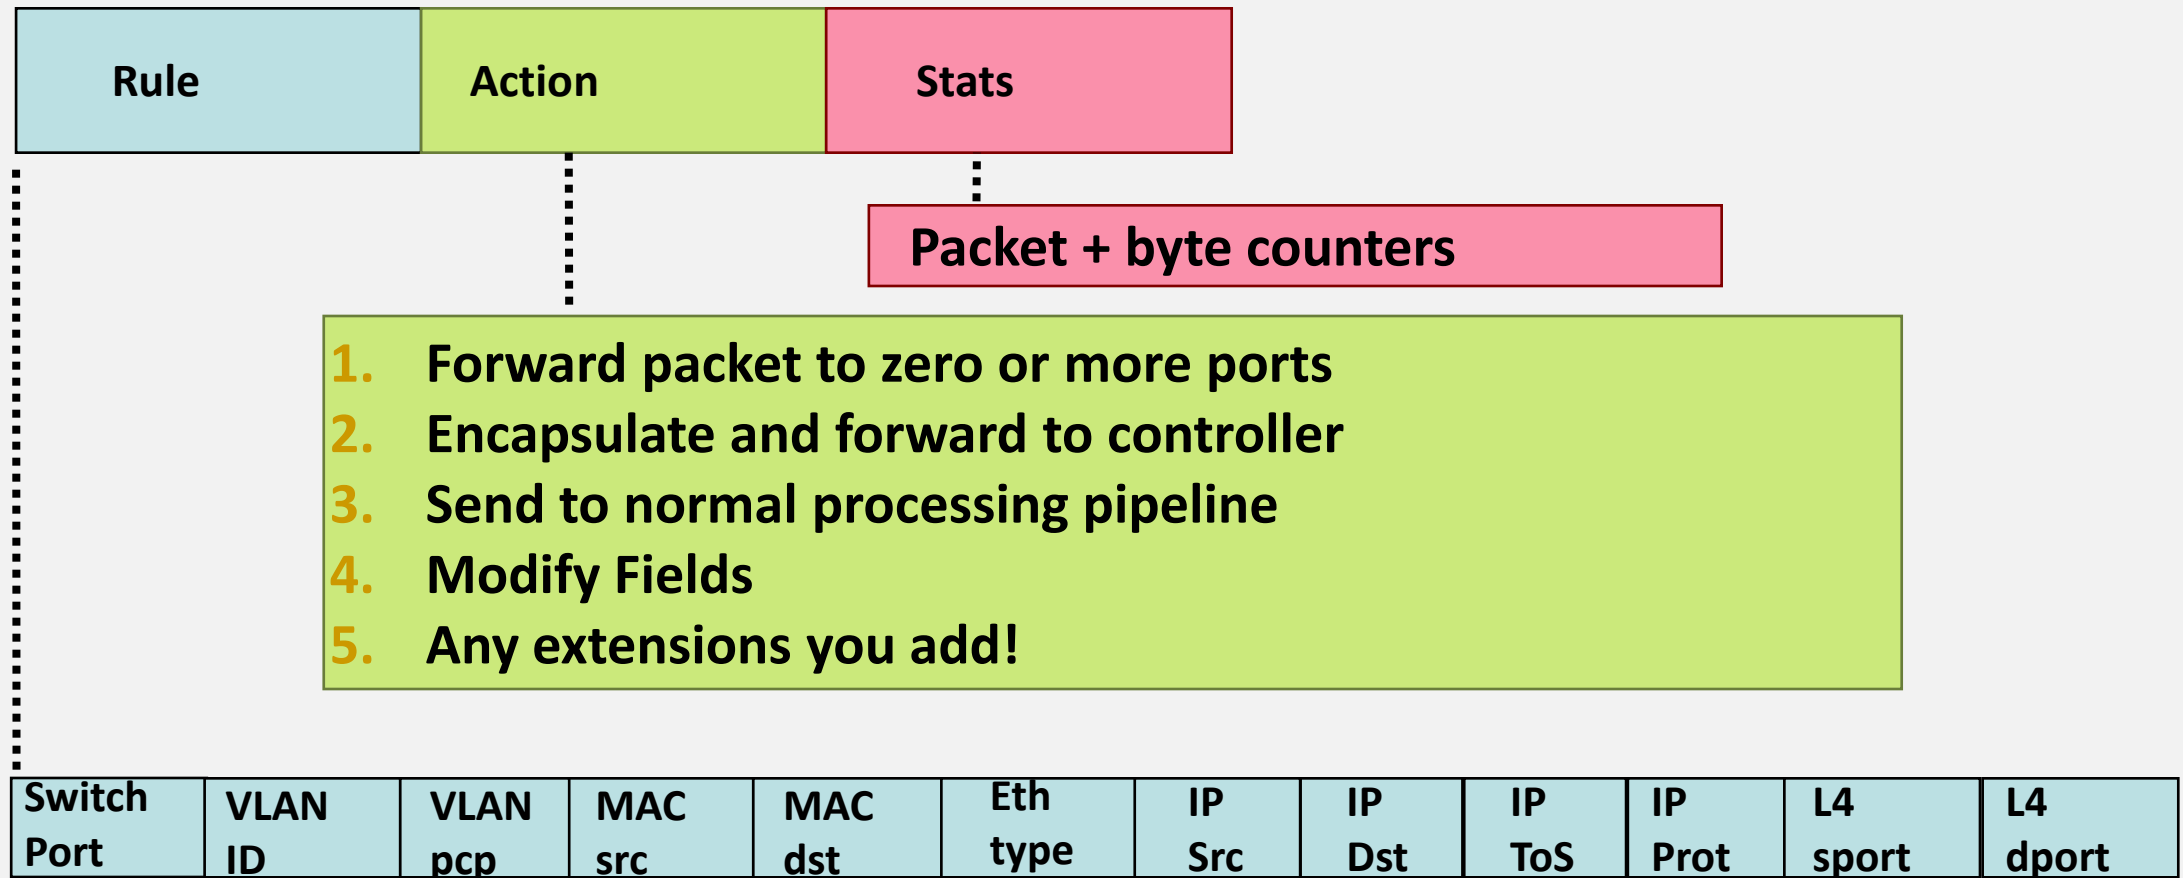 Rule
Action
Stats
Packet + byte counters
1. Forward packet to zero or more ports
2. Encapsulate and forward to controller
3. Send to normal processing pipeline
4. Modify Fields
5. Any extensions you add!
Switch
Port
VLAN
ID
VLAN
pcp
MAC
src
MAC
dst
Eth
type
IP
Src
IP
Dst
IP
ToS
IP
Prot
L4
sport
L4
dport